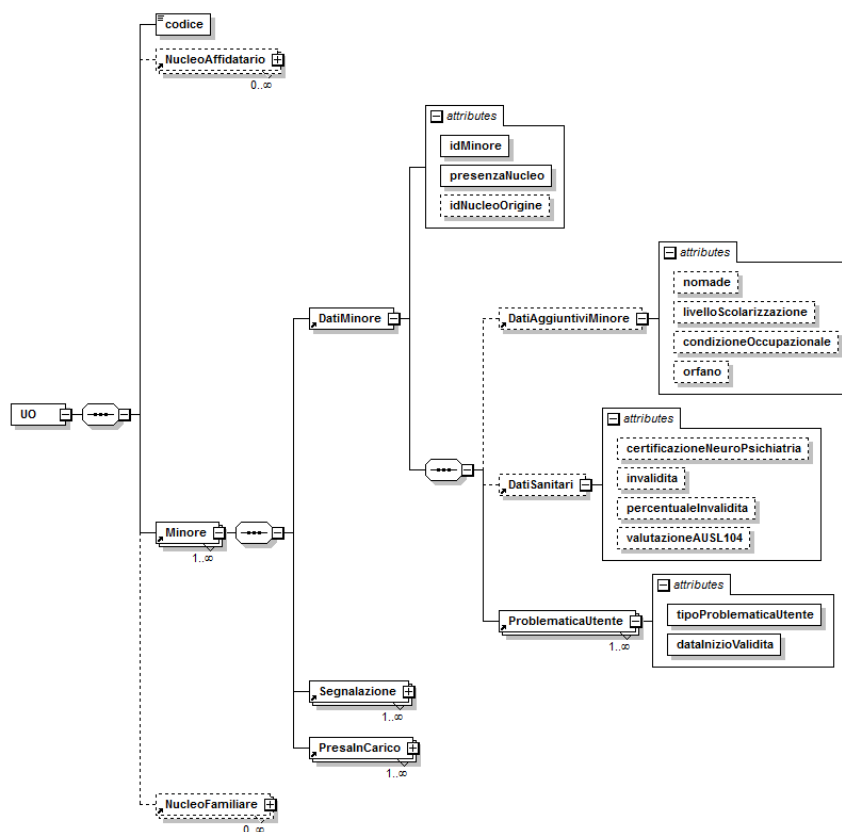 codice
NucleoAffidatario
0..∞
attributes
idMinore
presenzaNucleo
idNucleoOrigine
attributes
nomade
livelloScolarizzazione
condizioneOccupazionale
orfano
DatiMinore
DatiAggiuntiviMinore
UO
attributes
certificazioneNeuroPsichiatria
invalidita
percentualeInvalidita
valutazioneAUSL104
DatiSanitari
Minore
1..∞
attributes
tipoProblematicaUtente
dataInizioValidita
ProblematicaUtente
1..∞
Segnalazione
1..∞
PresaInCarico
1..∞
NucleoFamiliare
0..∞